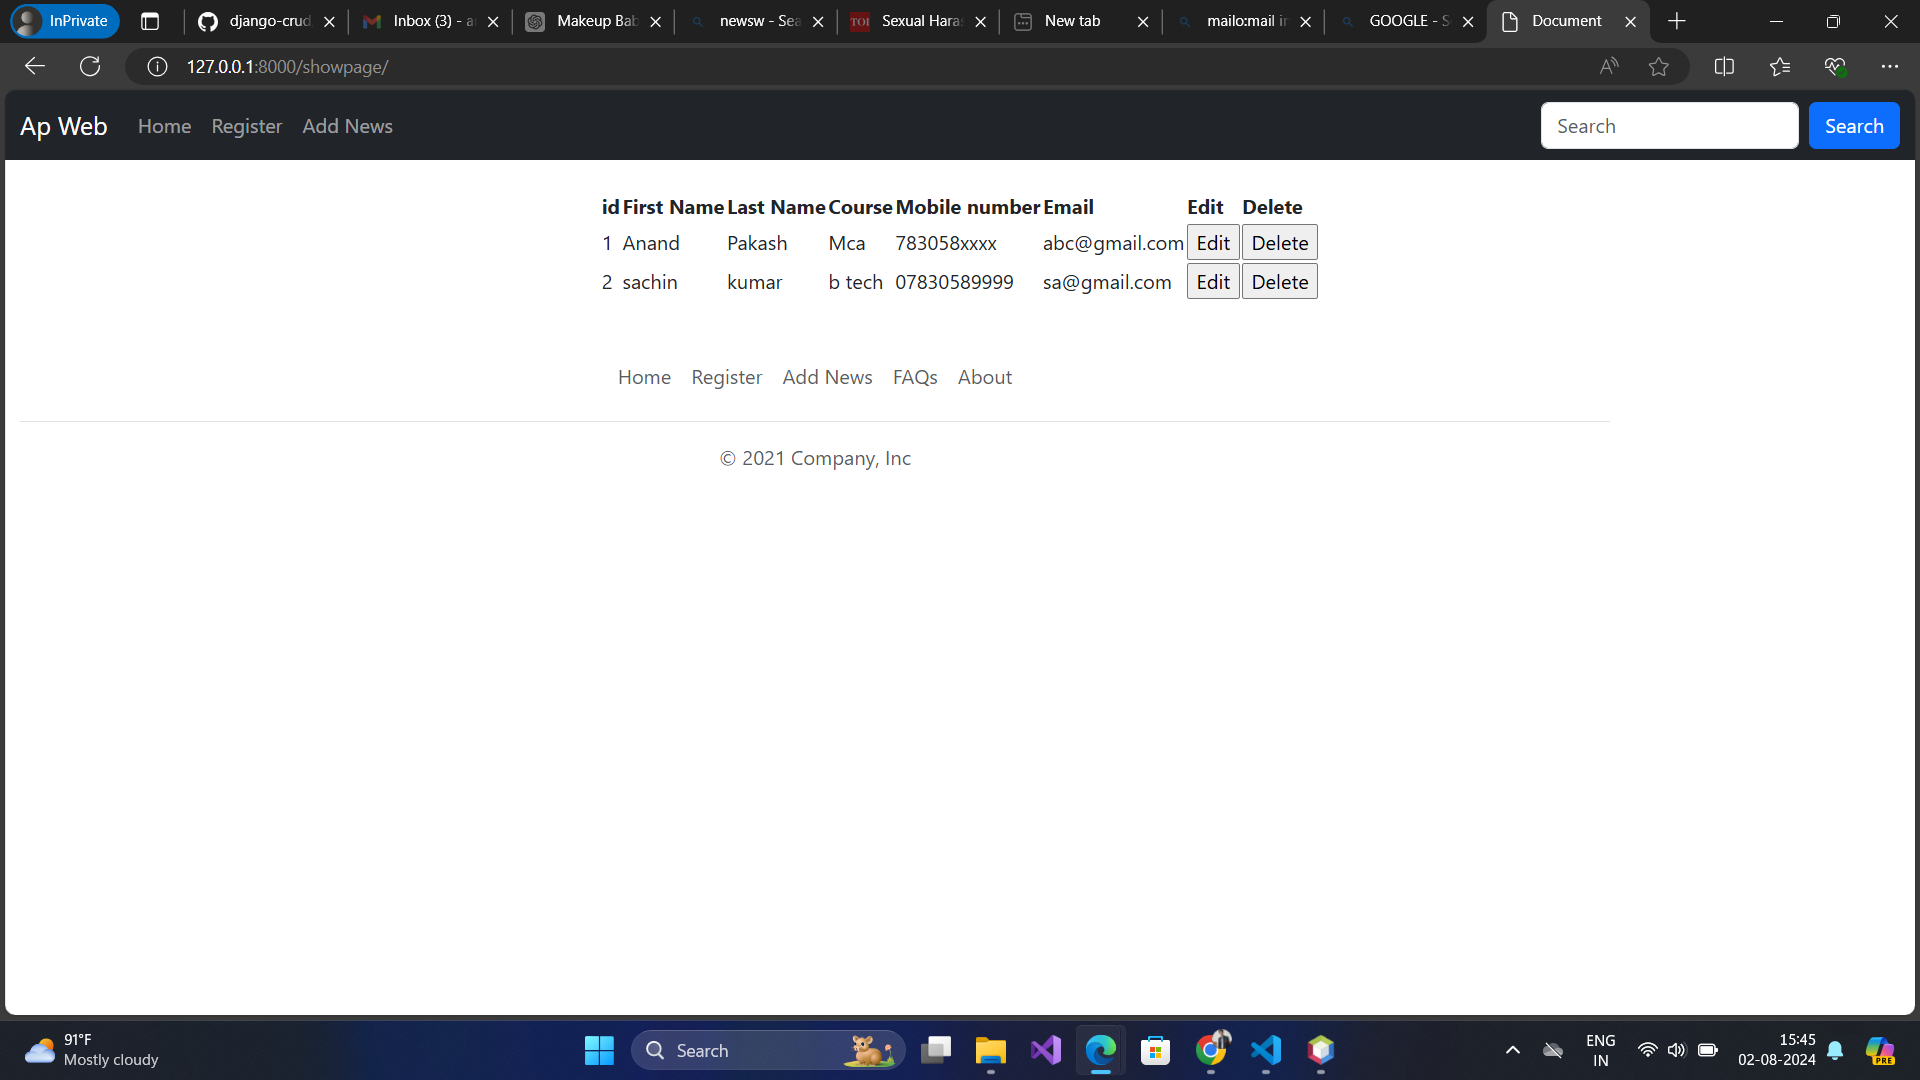 InPrivate django-crud Inbox (3) - Makeup Bab newsw - Sea TOI Sexual Haras New tab mailo:mail i GOOGLE - S Document
127.0.0.1:8000/showpage/
Ap Web Home Register Add News Search Search
id First Name Last Name Course Mobile number Email Edit Delete
1 Anand Pakash Mca 783058xxxx abc@gmail.com Edit Delete
2 sachin kumar b tech 07830589999 sa@gmail.com Edit Delete
Home Register Add News FAQs About
© 2021 Company, Inc
91°F
Mostly cloudy
Search
ENG
IN
15:45
02-08-2024
PRE